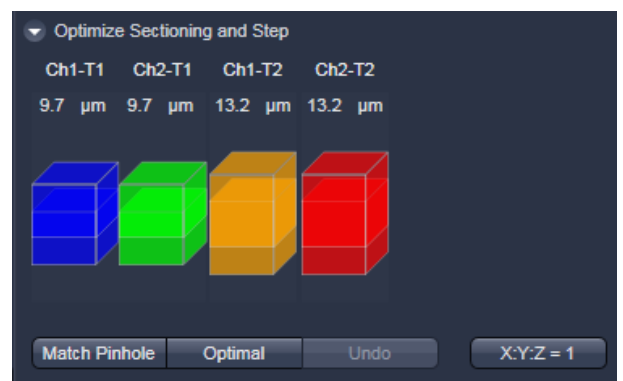 Optimize Sectioning and Step
Ch1-T1 Ch2-T1 Ch1-T2 Ch2-T2
9.7 µm 9.7 µm 13.2 µm 13.2 µm
Match Pinhole Optimal Undo X:Y:Z = 1